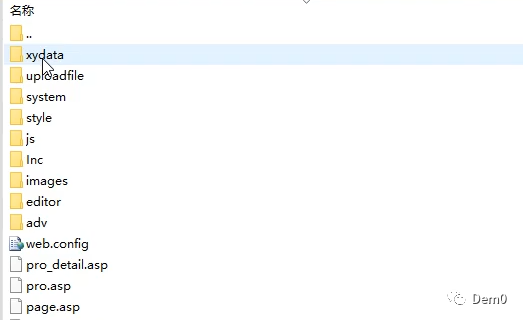 名称
..
xydata
uploadfile
system
style
js
Inc
images
editor
adv
web.config
pro_detail.asp
pro.asp
page.asp
Dem0